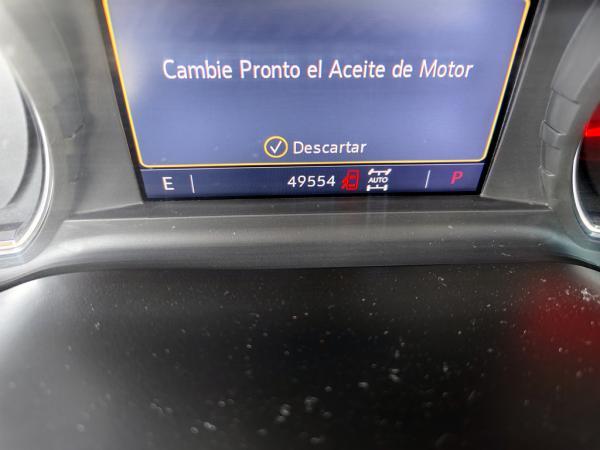 Cambie Pronto el Aceite de Motor
Descartar
E 49554 AUTO P